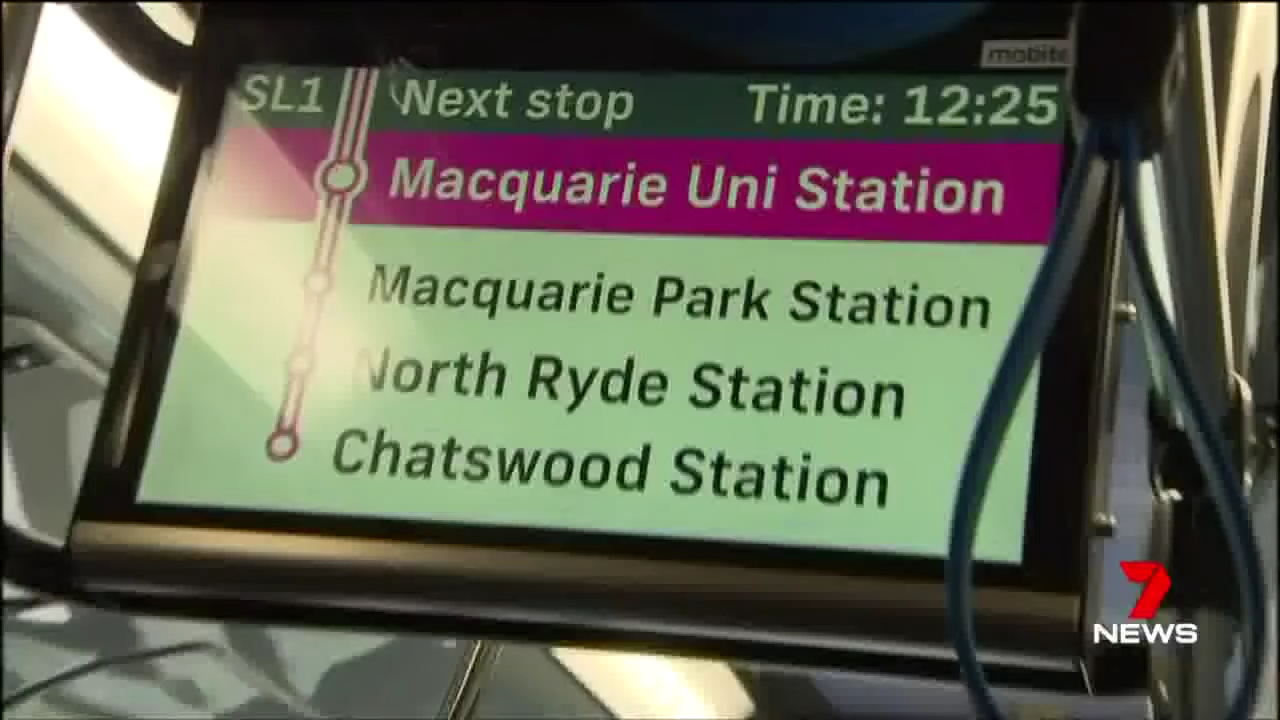 mobite
SL1 Next stop Time: 12:25
Macquarie Uni Station
Macquarie Park Station
North Ryde Station
Chatswood Station
7
NEWS